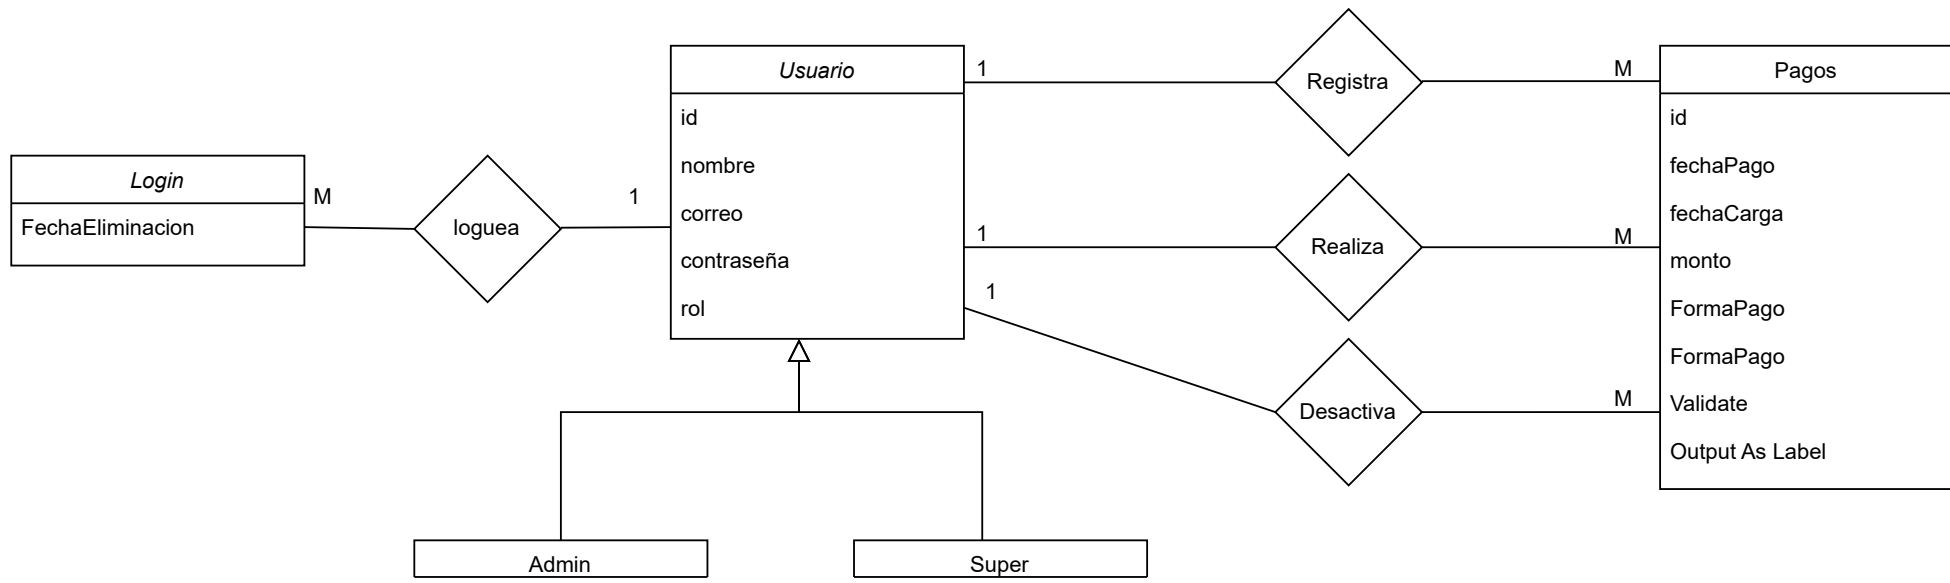 Login
FechaEliminacion
M
loguea
1
Usuario
id
nombre
correo
contraseña
rol
Admin
Super
1
Registra
M
1
Realiza
M
1
Desactiva
M
Pagos
id
fechaPago
fechaCarga
monto
FormaPago
FormaPago
Validate
Output As Label